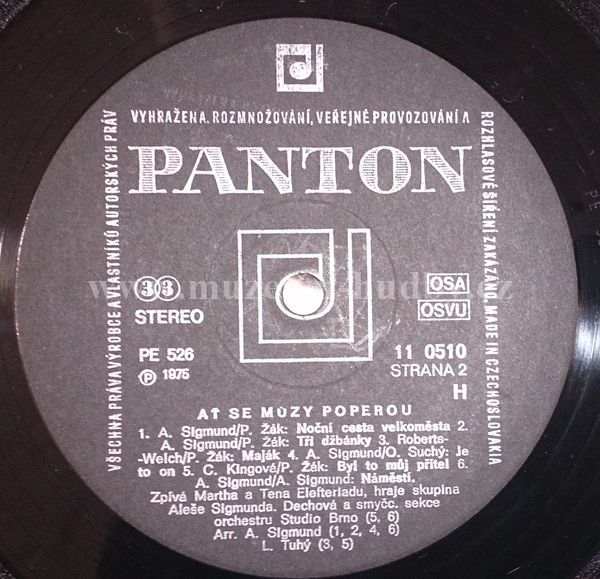 VYHRAŽENA. ROZMNOŽOVÁNÍ, VEŘEJNÉ PROVOZOVÁNÍ A
ROZHLASOVÉ ŠÍŘENÍ ZAKÁZÁNO. MADE IN CZECHOSLOVAKIA
VŠECHNA PRÁVA VÝROBCE A VLASTNÍKŮ AUTORSKÝCH PRÁV
PANTON
www.muzeum-hudby.cz
33
STEREO
OSA
OSVU
PE 526
Ⓟ 1975
11 0510
STRANA 2
H
AŤ SE MÚZY POPEROU
1. A. Sigmund/P. Žák: Noční cesta velkoměsta 2.
A. Sigmund/P. Žák: Tři džbánky 3. Roberts-
-Welch/P. Žák: Maják 4. A. Sigmund/O. Suchý: Je
to on 5. C. Kingová/P. Žák: Byl to můj přítel 6.
A. Sigmund/A. Sigmund: Náměstí.
Zpívá Martha a Tena Elefteriadu, hraje skupina
Aleše Sigmunda. Dechová a smyčc. sekce
orchestru Studio Brno (5, 6)
Arr. A. Sigmund (1, 2, 4, 6)
L. Tuhý (3, 5)